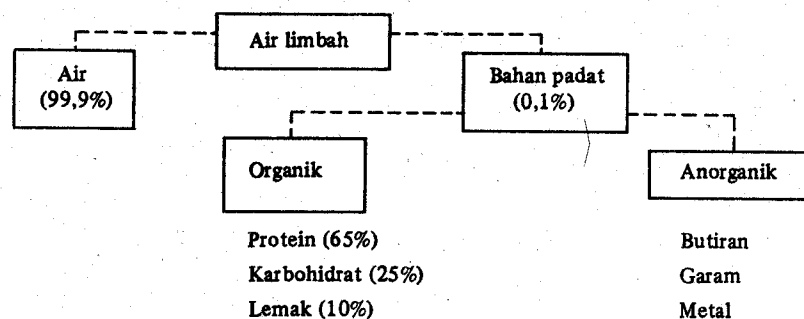 Air limbah
Air
(99,9%)
Bahan padat
(0,1%)
Organik
Anorganik
Protein (65%)
Karbohidrat (25%)
Lemak (10%)
Butiran
Garam
Metal